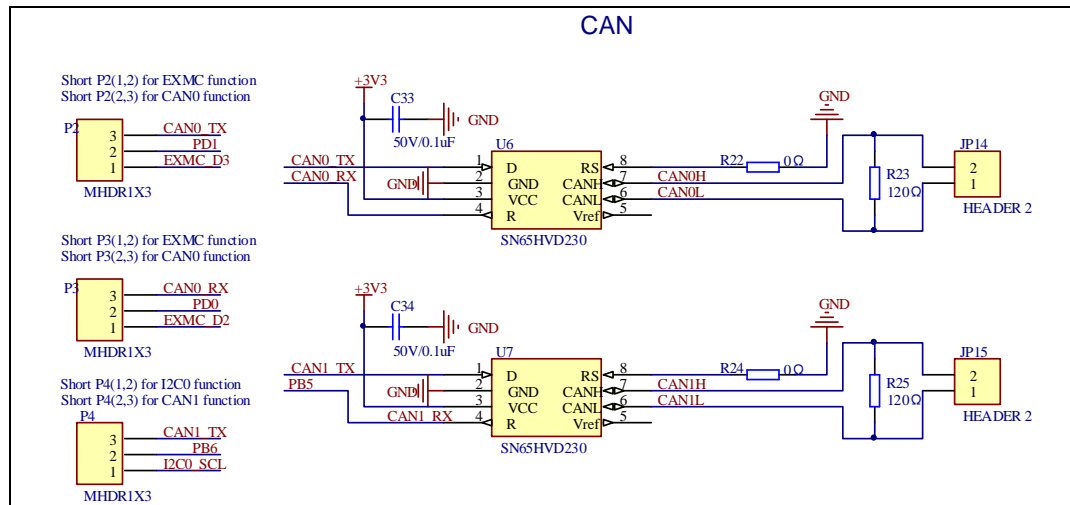 CAN
Short P2(1,2) for EXMC function
Short P2(2,3) for CAN0 function
P2
3 CAN0_TX
2 PD1
1 EXMC_D3
MHDR1X3
Short P3(1,2) for EXMC function
Short P3(2,3) for CAN0 function
P3
3 CAN0_RX
2 PD0
1 EXMC_D2
MHDR1X3
Short P4(1,2) for I2C0 function
Short P4(2,3) for CAN1 function
P4
3 CAN1_TX
2 PB6
1 I2C0_SCL
MHDR1X3
+3V3
C33
GND
50V/0.1uF
U6
CAN0_TX 1 D RS 8 R22 0Ω GND
CAN0_RX GND 2 GND CANH 7 CAN0H
3 VCC CANL 6 CAN0L
4 R Vref 5
SN65HVD230
R23
120Ω
JP14
2
1
HEADER 2
+3V3
C34
GND
50V/0.1uF
U7
CAN1_TX 1 D RS 8 R24 0Ω GND
PB5 GND 2 GND CANH 7 CAN1H
3 VCC CANL 6 CAN1L
CAN1_RX 4 R Vref 5
SN65HVD230
R25
120Ω
JP15
2
1
HEADER 2